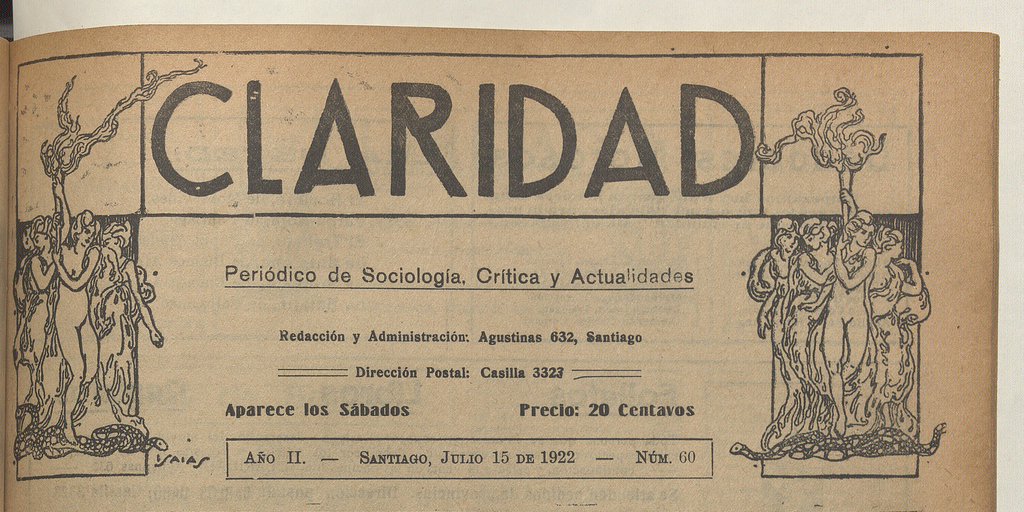 CLARIDAD
Periódico de Sociología, Crítica y Actualidades
Redacción y Administración: Agustinas 632, Santiago
Dirección Postal: Casilla 3323
Aparece los Sábados Precio: 20 Centavos
ISAIAS
AÑO II. — SANTIAGO, JULIO 15 DE 1922 — NÚM. 60